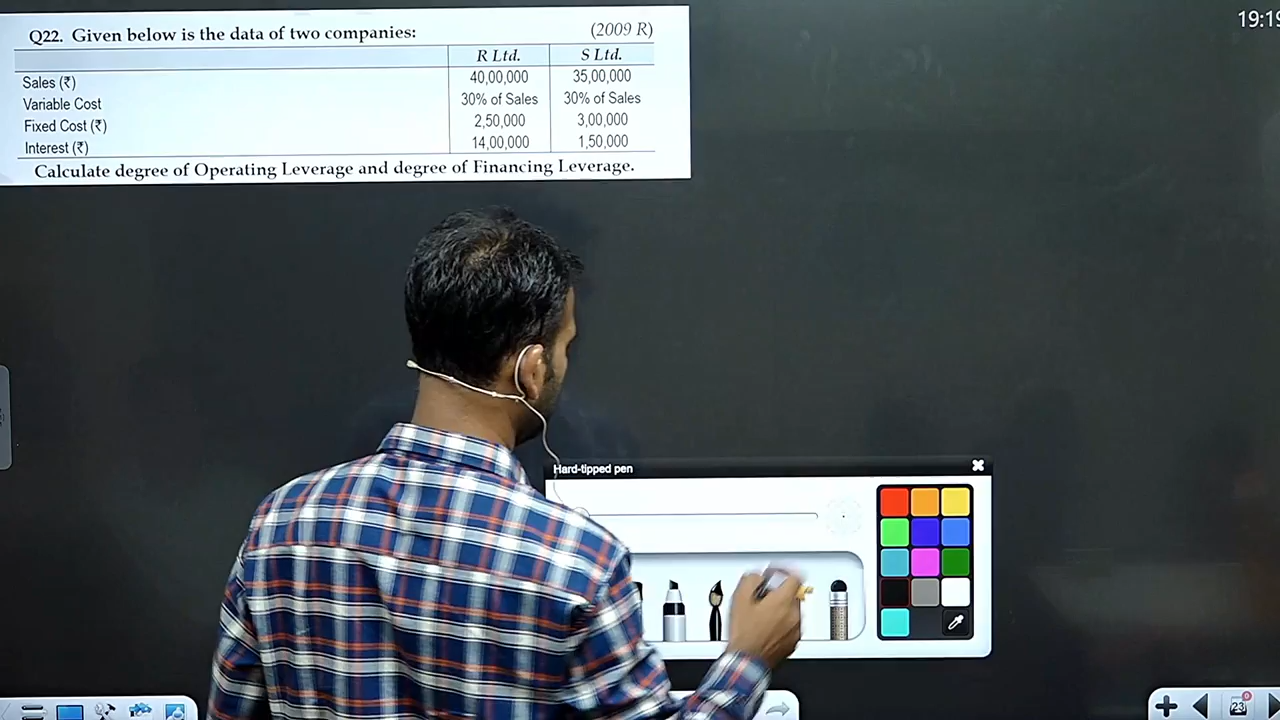 19:19
Q22. Given below is the data of two companies: (2009 R)
R Ltd. S Ltd.
Sales (₹) 40,00,000 35,00,000
Variable Cost 30% of Sales 30% of Sales
Fixed Cost (₹) 2,50,000 3,00,000
Interest (₹) 14,00,000 1,50,000
Calculate degree of Operating Leverage and degree of Financing Leverage.
Hard-tipped pen
23